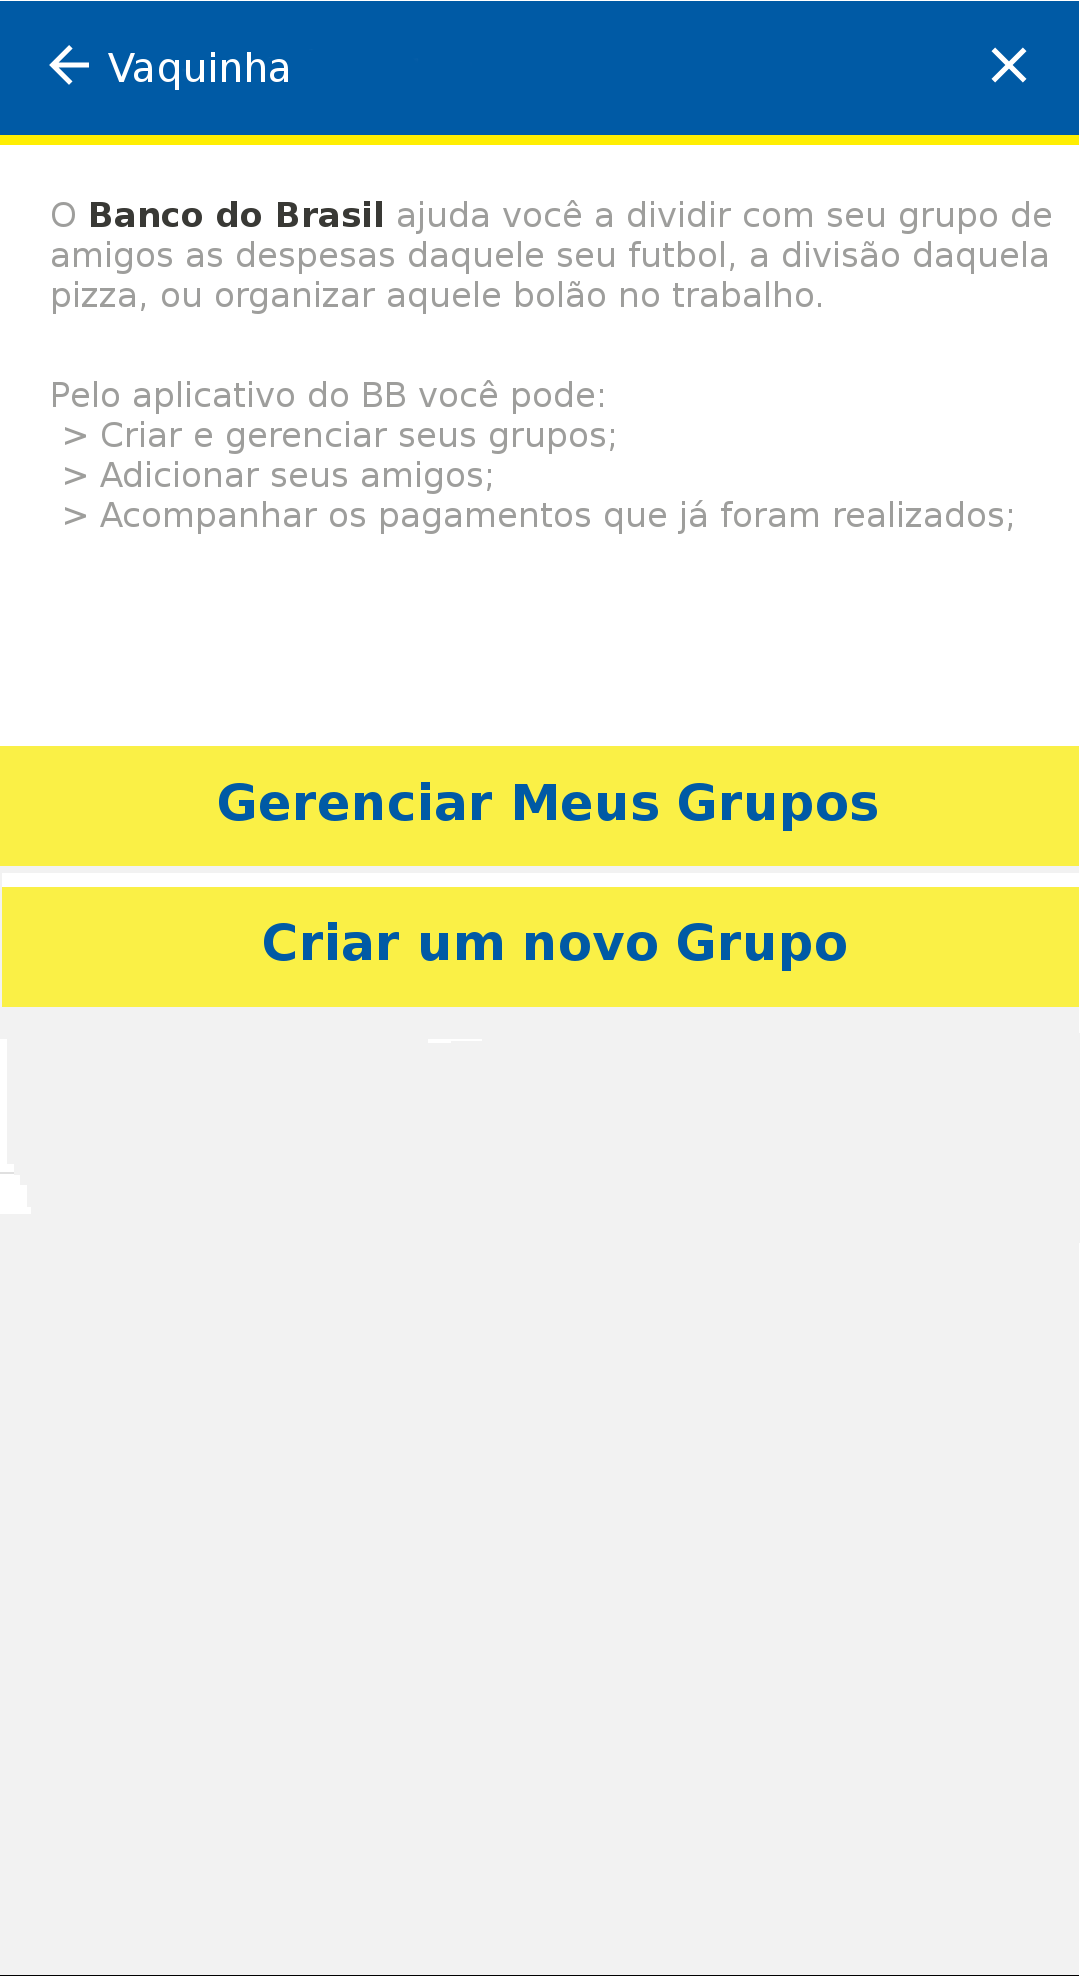 Vaquinha
O Banco do Brasil ajuda você a dividir com seu grupo de
amigos as despesas daquele seu futbol, a divisão daquela
pizza, ou organizar aquele bolão no trabalho.
Pelo aplicativo do BB você pode:
> Criar e gerenciar seus grupos;
> Adicionar seus amigos;
> Acompanhar os pagamentos que já foram realizados;
Gerenciar Meus Grupos
Criar um novo Grupo